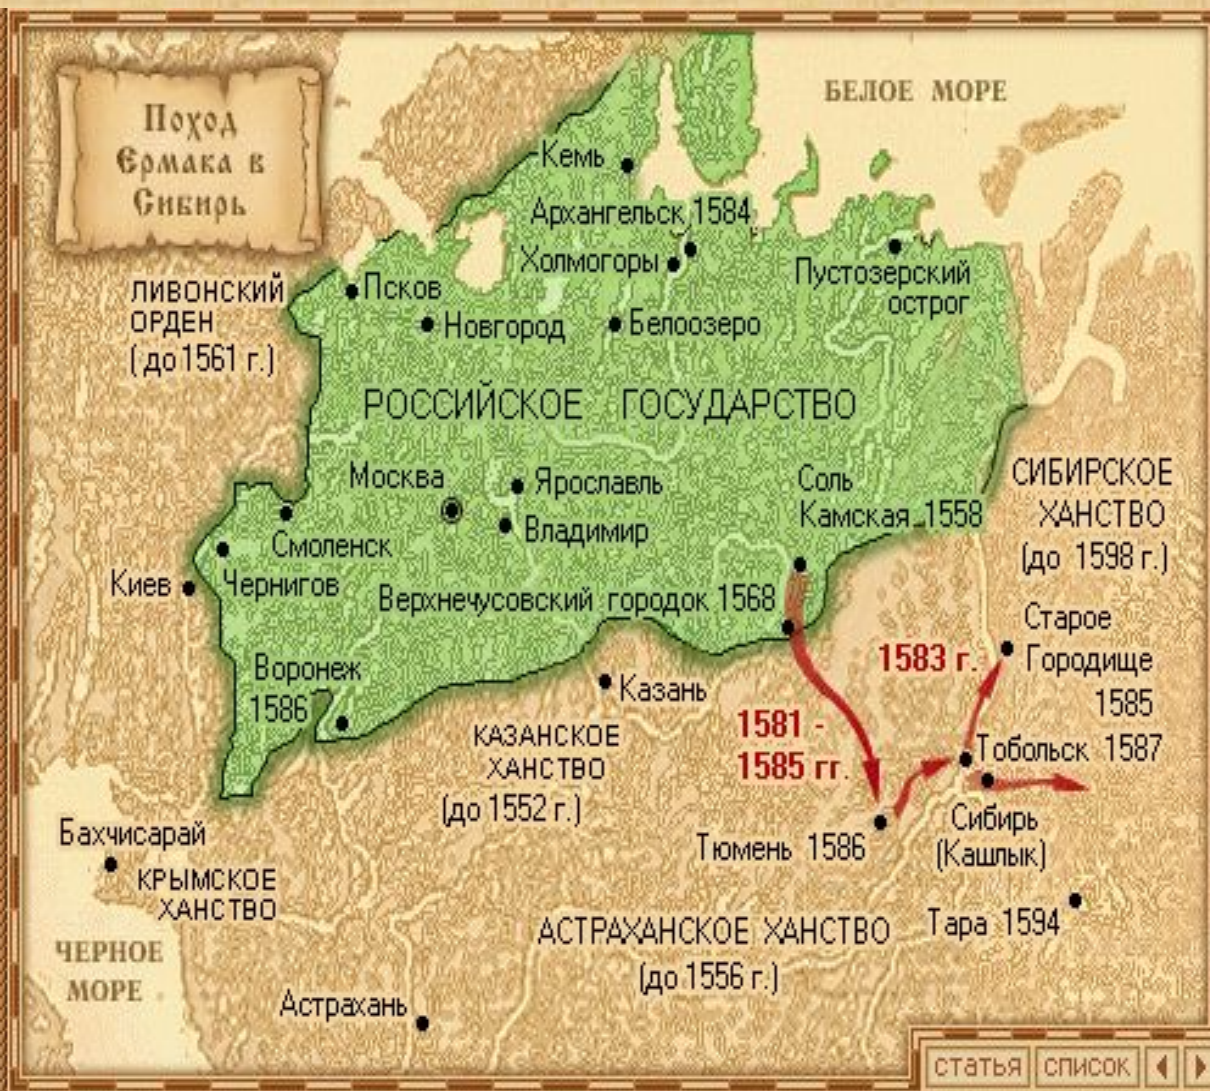 Поход
Ермака в
Сибирь
БЕЛОЕ МОРЕ
Кемь
Архангельск 1584
Холмогоры
Пустозерский
острог
ЛИВОНСКИЙ
ОРДЕН
(до 1561 г.)
Псков
Новгород
Белоозеро
РОССИЙСКОЕ ГОСУДАРСТВО
Москва
Ярославль
Владимир
Соль
Камская 1558
СИБИРСКОЕ
ХАНСТВО
(до 1598 г.)
Смоленск
Киев
Чернигов
Верхнечусовский городок 1568
Старое
Городище
1585
1583 г.
Воронеж
1586
Казань
КАЗАНСКОЕ
ХАНСТВО
(до 1552 г.)
1581 -
1585 гг.
Тобольск 1587
Сибирь
(Кашлык)
Тюмень 1586
Бахчисарай
КРЫМСКОЕ
ХАНСТВО
АСТРАХАНСКОЕ ХАНСТВО
(до 1556 г.)
Тара 1594
ЧЕРНОЕ
МОРЕ
Астрахань
статья список